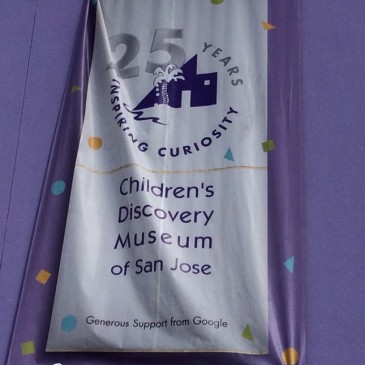 25 YEARS
INSPIRING CURIOSITY
Children's
Discovery
Museum
of San Jose
Generous Support from Google